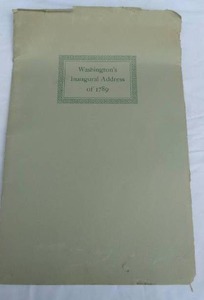 Washington's
Inaugural Address
of 1789